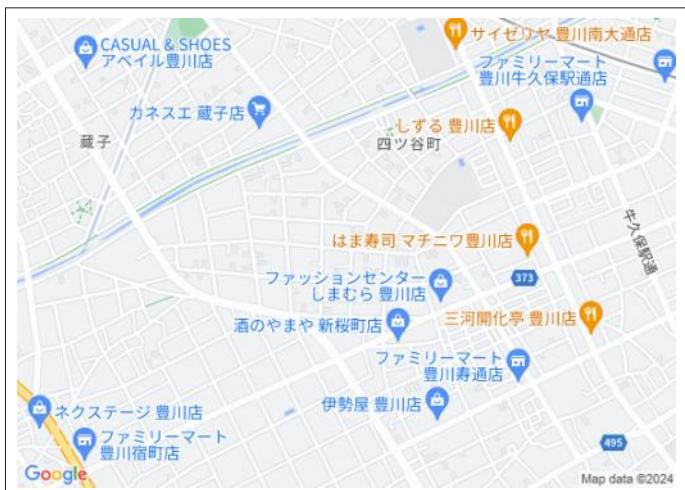 サイゼリヤ 豊川南大通店
CASUAL & SHOES
アベイル豊川店
ファミリーマート
豊川牛久保駅通店
カネスエ 蔵子店
しずる 豊川店
蔵子
四ツ谷町
牛久保駅通
はま寿司 マチニワ豊川店
ファッションセンター
しまむら 豊川店
373
酒のやまや 新桜町店
三河開化亭 豊川店
ファミリーマート
豊川寿通店
伊勢屋 豊川店
ネクステージ 豊川店
ファミリーマート
豊川宿町店
495
Google
Map data ©2024